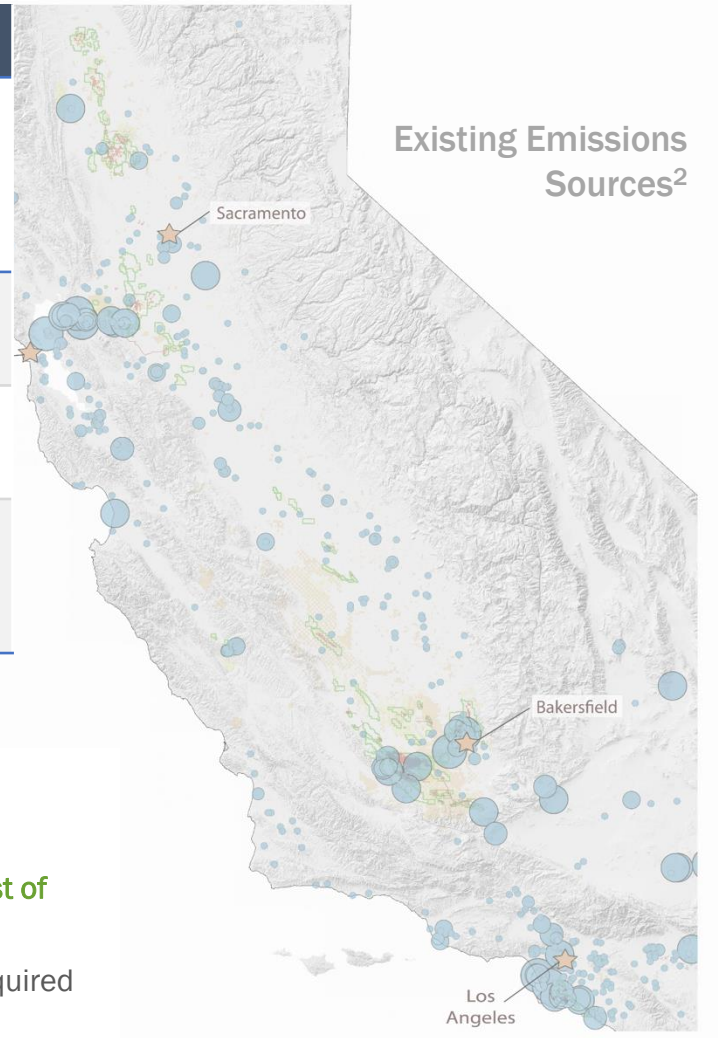 Existing Emissions
Sources²
Sacramento
Bakersfield
st of
quired
Los
Angeles